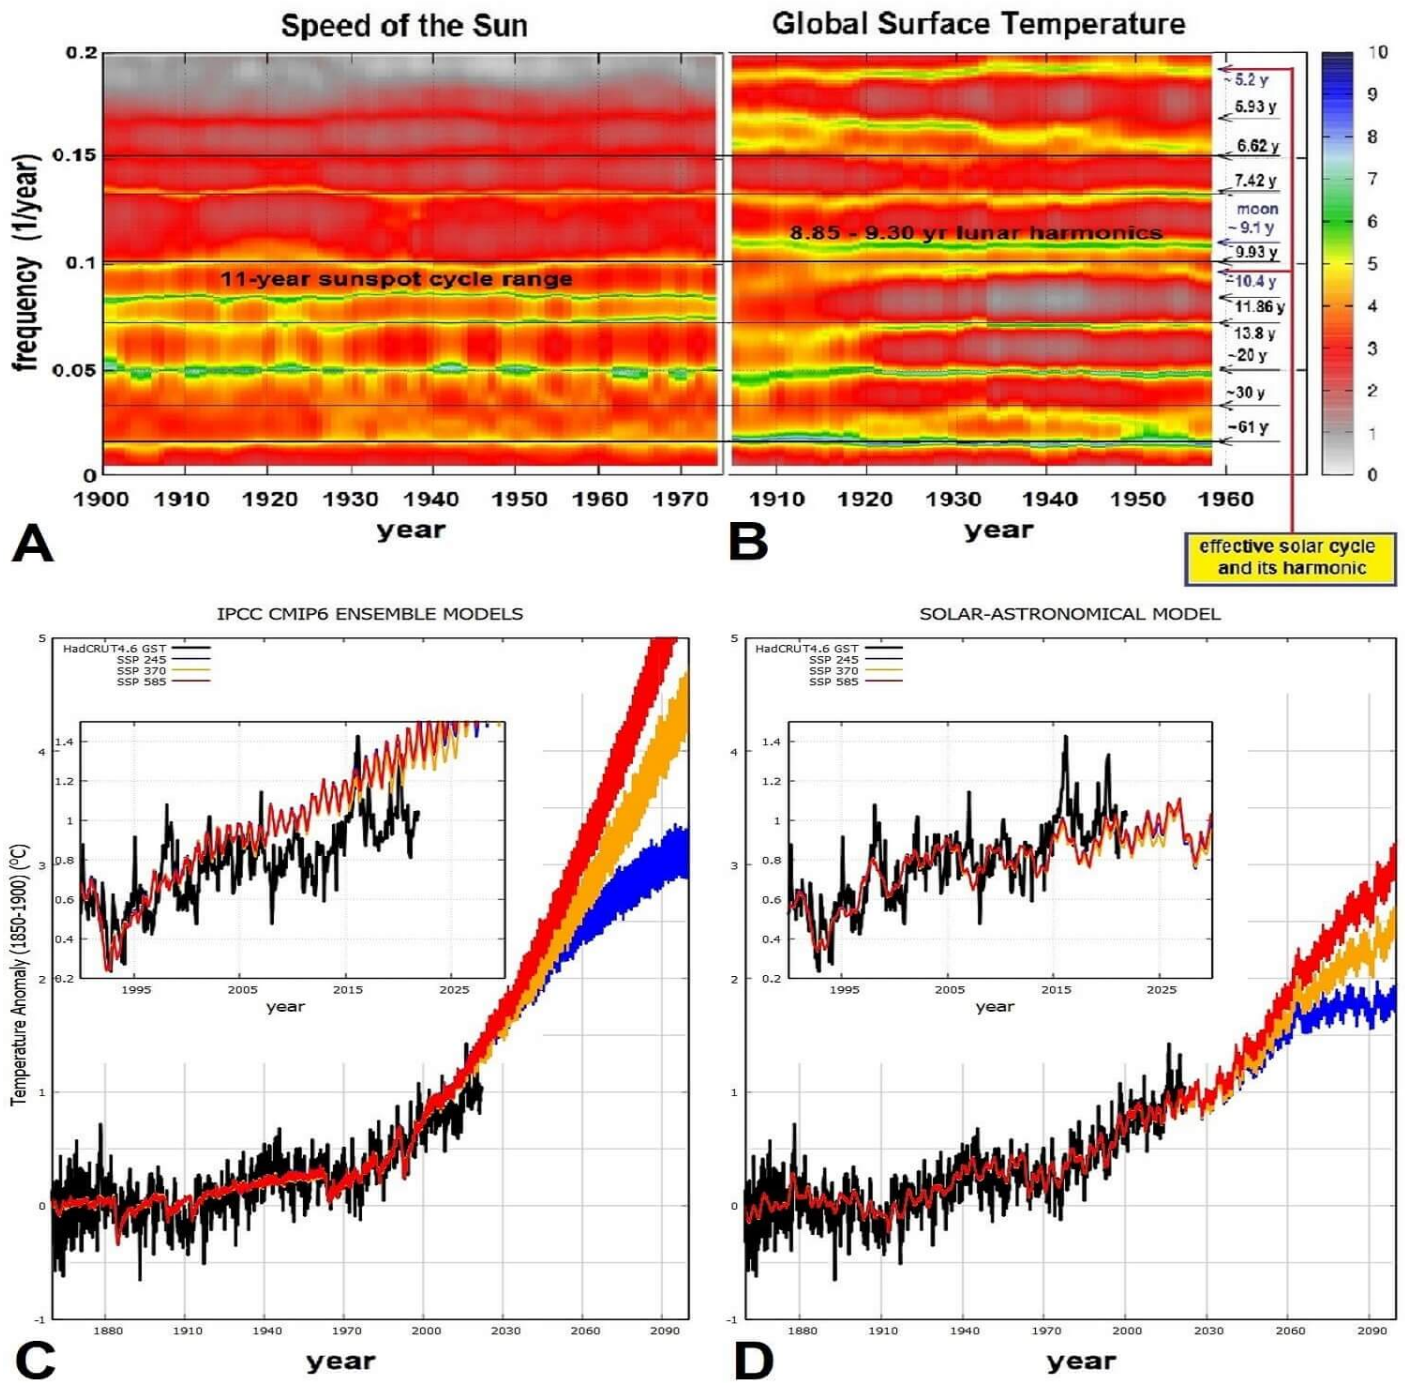 Speed of the Sun
Global Surface Temperature
frequency (1/year)
0.2
0.15
0.1
0.05
0
11-year sunspot cycle range
1900 1910 1920 1930 1940 1950 1960 1970
year
A
8.85 - 9.30 yr lunar harmonics
~5.2 y
5.93 y
6.62 y
7.42 y
moon
~9.1 y
9.93 y
~10.4 y
11.86 y
13.8 y
~20 y
~30 y
~61 y
1910 1920 1930 1940 1950 1960
year
B
10
9
8
7
6
5
4
3
2
1
0
effective solar cycle
and its harmonic
IPCC CMIP6 ENSEMBLE MODELS
Temperature Anomaly (1850-1900) (ºC)
5
4
3
2
1
0
-1
HadCRUT4.6 GST
SSP 245
SSP 370
SSP 585
1.4
1.2
1
0.8
0.6
0.4
0.2
1995 2005 2015 2025
year
1880 1910 1940 1970 2000 2030 2060 2090
year
C
SOLAR-ASTRONOMICAL MODEL
5
4
3
2
1
0
-1
HadCRUT4.6 GST
SSP 245
SSP 370
SSP 585
1.4
1.2
1
0.8
0.6
0.4
0.2
1995 2005 2015 2025
year
1880 1910 1940 1970 2000 2030 2060 2090
year
D